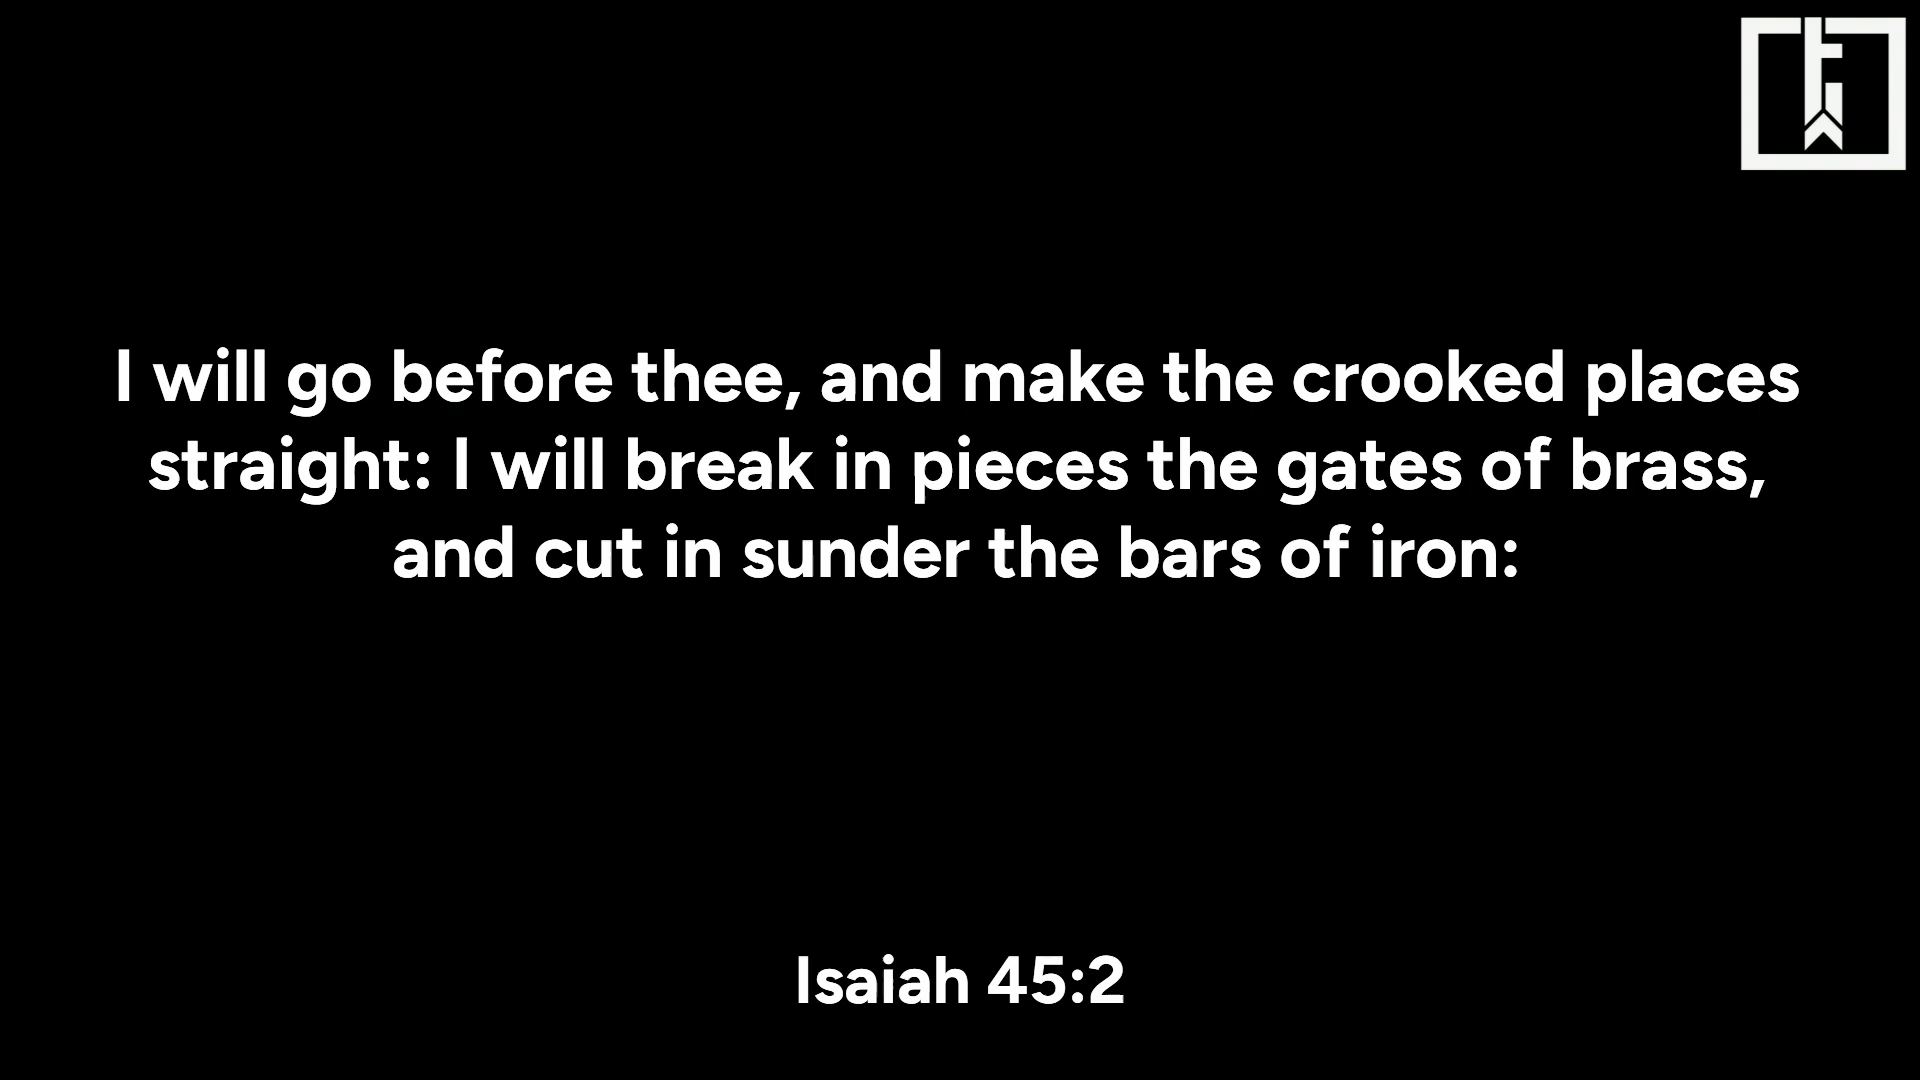 I will go before thee, and make the crooked places
straight: I will break in pieces the gates of brass,
and cut in sunder the bars of iron:
Isaiah 45:2